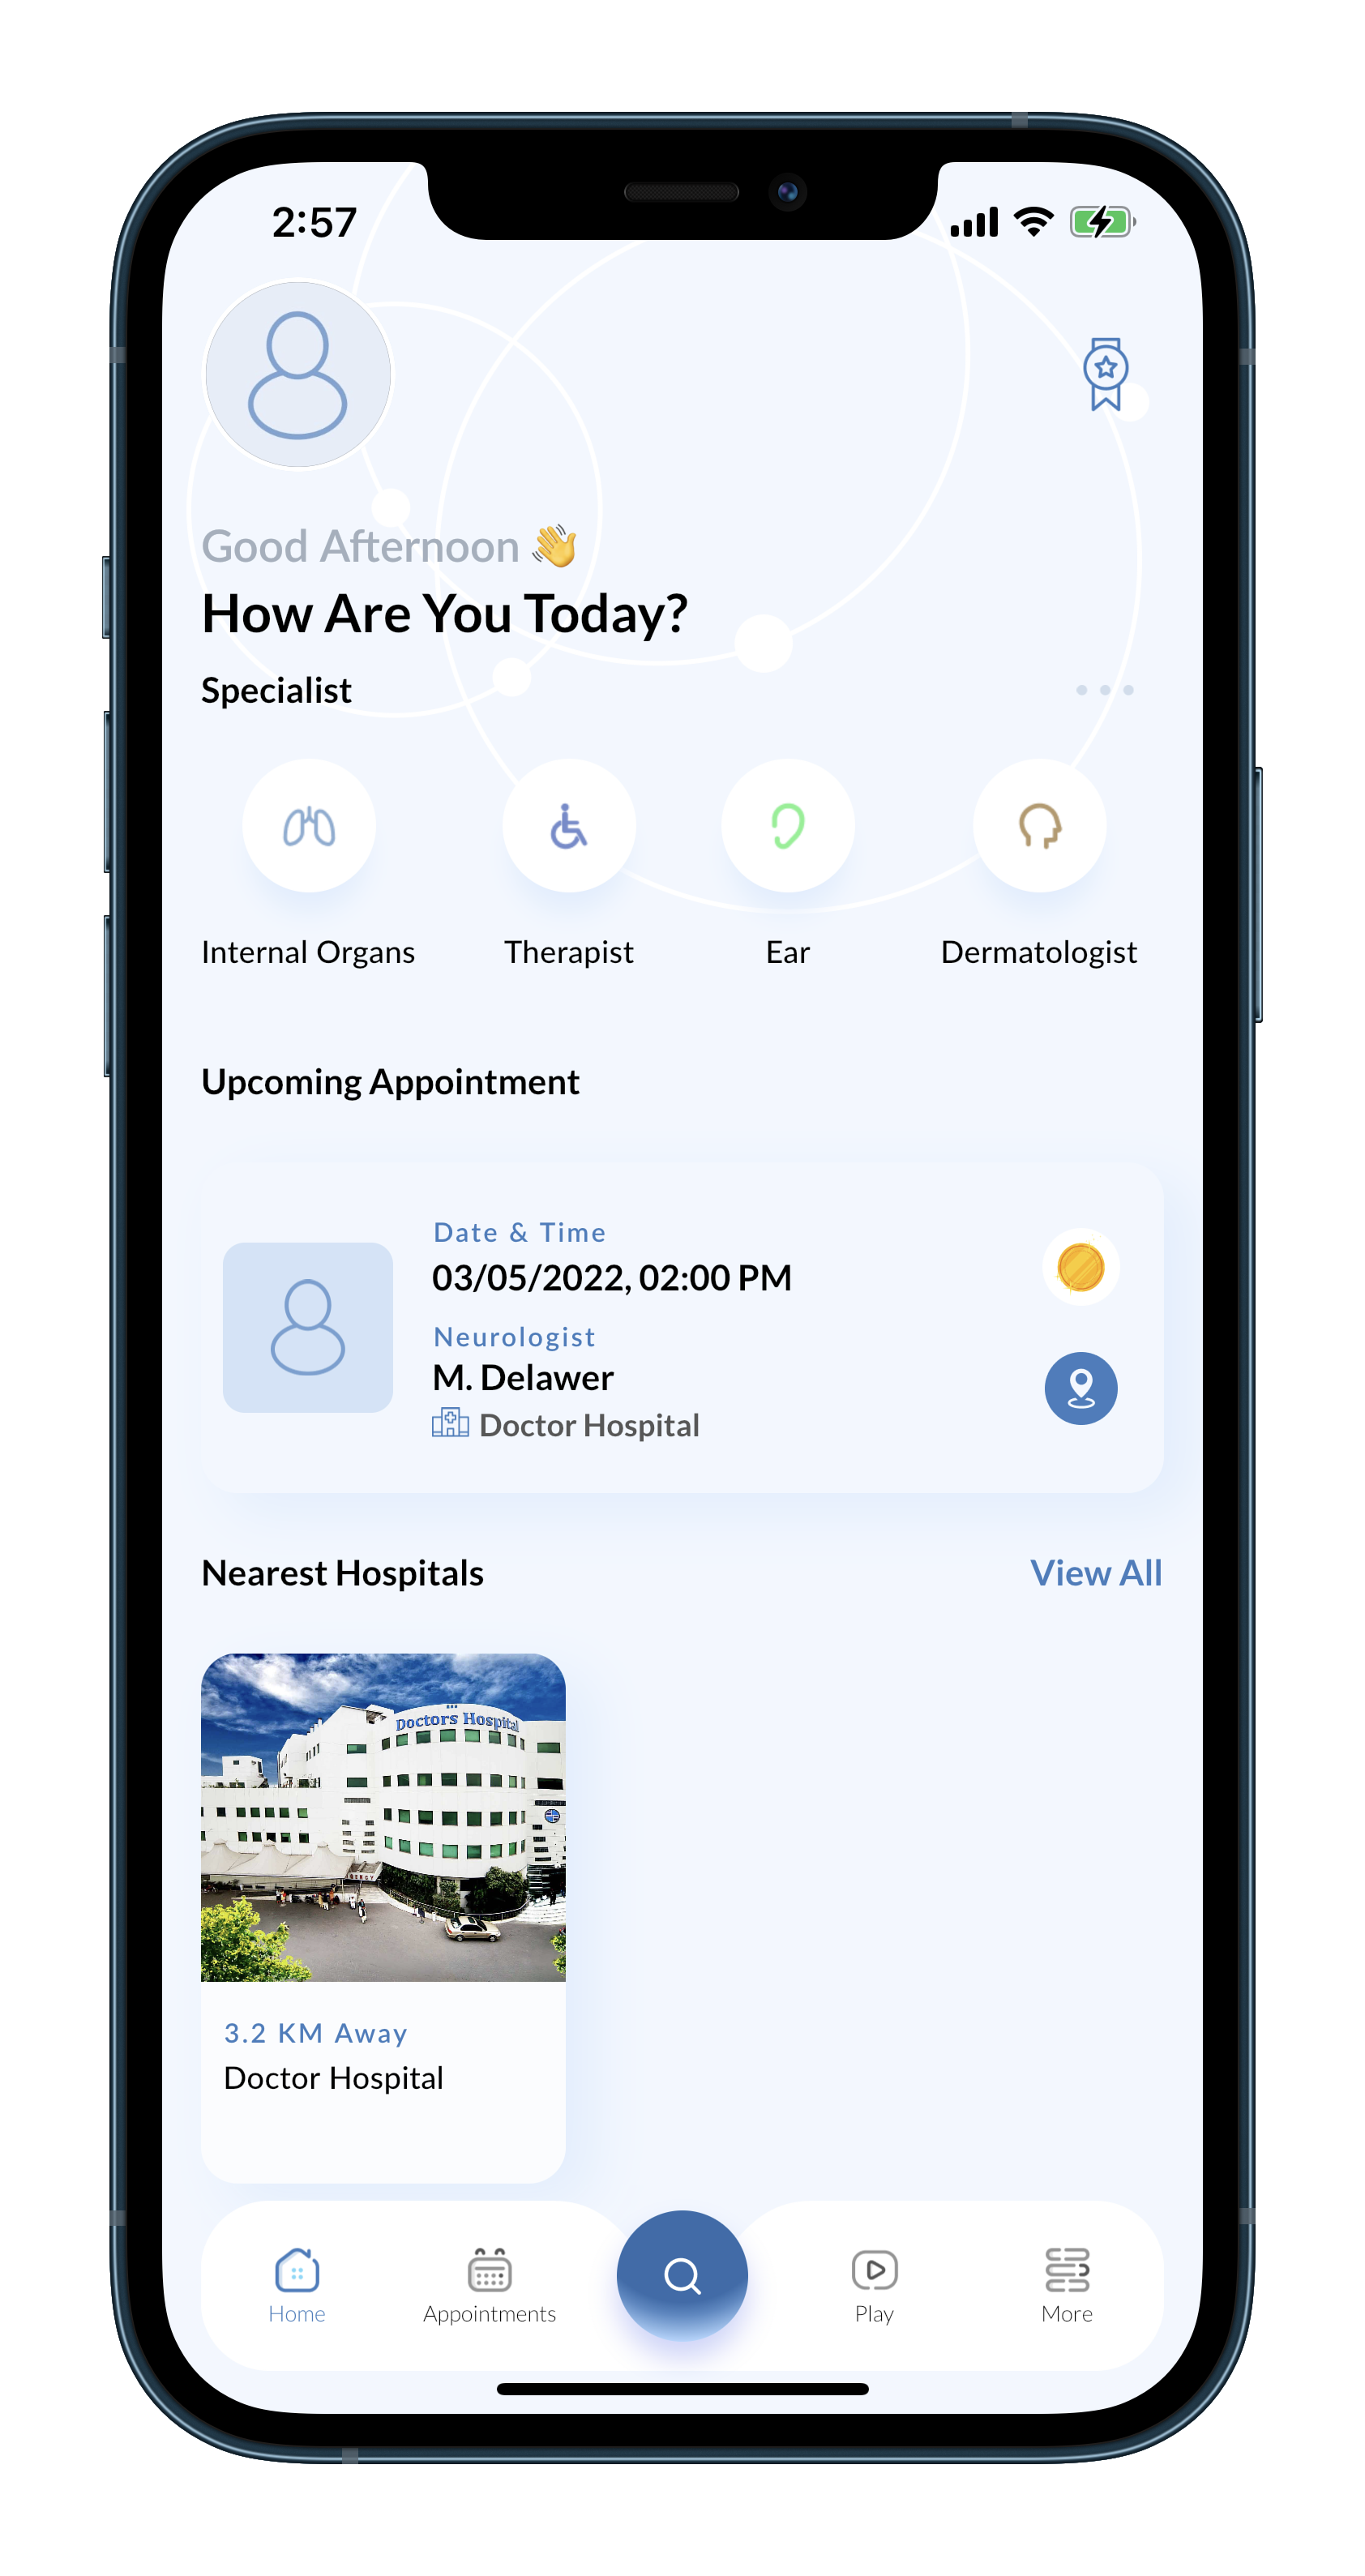 2:57
Good Afternoon 👋
How Are You Today?
Specialist
Internal Organs
Therapist
Ear
Dermatologist
Upcoming Appointment
Date & Time
03/05/2022, 02:00 PM
Neurologist
M. Delawer
Doctor Hospital
Nearest Hospitals
View All
Doctors Hospital
3.2 KM Away
Doctor Hospital
Home
Appointments
Play
More